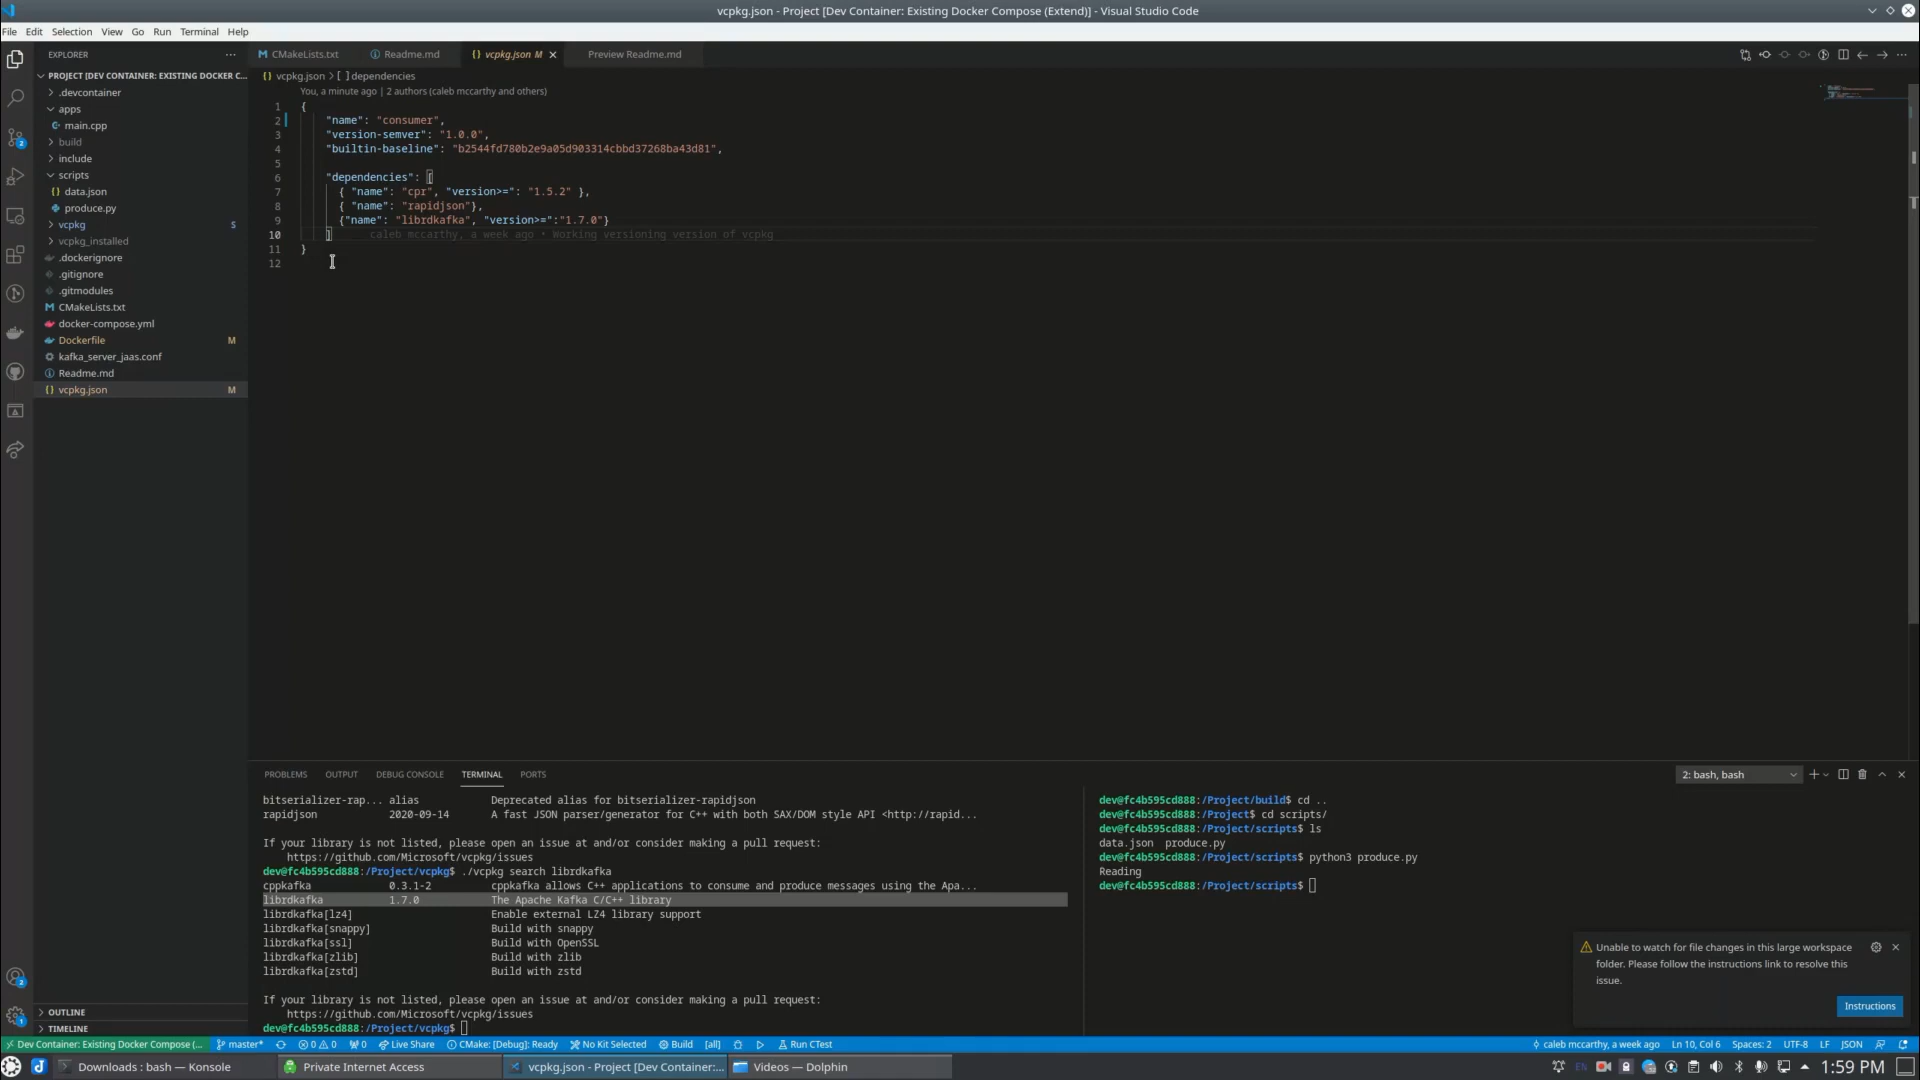 vcpkg.json - Project [Dev Container: Existing Docker Compose (Extend)] - Visual Studio Code
File Edit Selection View Go Run Terminal Help
EXPLORER
PROJECT [DEV CONTAINER: EXISTING DOCKER C...
.devcontainer
apps
main.cpp
build
include
scripts
data.json
produce.py
vcpkg S
vcpkg_installed
.dockerignore
.gitignore
.gitmodules
CMakeLists.txt
docker-compose.yml
Dockerfile M
kafka_server_jaas.conf
Readme.md
vcpkg.json M
OUTLINE
TIMELINE
CMakeLists.txt Readme.md vcpkg.json M Preview Readme.md
vcpkg.json > [ ] dependencies
You, a minute ago | 2 authors (caleb mccarthy and others)
1 {
2 "name": "consumer",
3 "version-semver": "1.0.0",
4 "builtin-baseline": "b2544fd780b2e9a05d903314cbbd37268ba43d81",
5
6 "dependencies": [
7 { "name": "cpr", "version>=": "1.5.2" },
8 { "name": "rapidjson"},
9 {"name": "librdkafka", "version>=":"1.7.0"}
10 ] caleb mccarthy, a week ago • Working versioning version of vcpkg
11 }
12
PROBLEMS OUTPUT DEBUG CONSOLE TERMINAL PORTS
2: bash, bash
bitserializer-rap... alias Deprecated alias for bitserializer-rapidjson
rapidjson 2020-09-14 A fast JSON parser/generator for C++ with both SAX/DOM style API <http://rapid...
If your library is not listed, please open an issue at and/or consider making a pull request:
https://github.com/Microsoft/vcpkg/issues
dev@fc4b595cd888:/Project/vcpkg$ ./vcpkg search librdkafka
cppkafka 0.3.1-2 cppkafka allows C++ applications to consume and produce messages using the Apa...
librdkafka 1.7.0 The Apache Kafka C/C++ library
librdkafka[lz4] Enable external LZ4 library support
librdkafka[snappy] Build with snappy
librdkafka[ssl] Build with OpenSSL
librdkafka[zlib] Build with zlib
librdkafka[zstd] Build with zstd
If your library is not listed, please open an issue at and/or consider making a pull request:
https://github.com/Microsoft/vcpkg/issues
dev@fc4b595cd888:/Project/vcpkg$
dev@fc4b595cd888:/Project/build$ cd ..
dev@fc4b595cd888:/Project$ cd scripts/
dev@fc4b595cd888:/Project/scripts$ ls
data.json produce.py
dev@fc4b595cd888:/Project/scripts$ python3 produce.py
Reading
dev@fc4b595cd888:/Project/scripts$
Unable to watch for file changes in this large workspace
folder. Please follow the instructions link to resolve this
issue.
Instructions
Dev Container: Existing Docker Compose (... master* 0 0 0 Live Share CMake: [Debug]: Ready No Kit Selected Build [all] Run CTest caleb mccarthy, a week ago Ln 10, Col 6 Spaces: 2 UTF-8 LF JSON
Downloads : bash — Konsole Private Internet Access vcpkg.json - Project [Dev Container:... Videos — Dolphin EN 1:59 PM